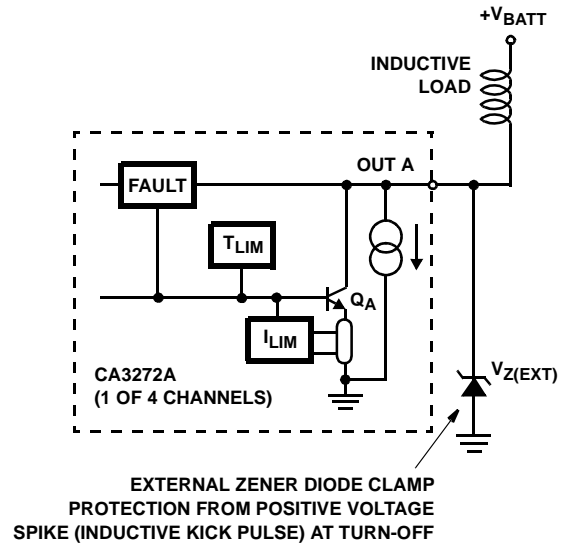 +VBATT
INDUCTIVE
LOAD
OUT A
FAULT
TLIM
QA
ILIM
CA3272A
(1 OF 4 CHANNELS)
VZ(EXT)
EXTERNAL ZENER DIODE CLAMP
PROTECTION FROM POSITIVE VOLTAGE
SPIKE (INDUCTIVE KICK PULSE) AT TURN-OFF